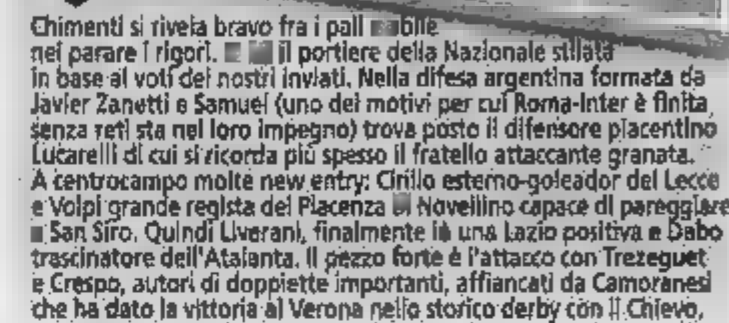 Chimenti si rivela bravo fra i pali
nel parare i rigori. il portiere della Nazionale stilata
in base ai voti dei nostri inviati. Nella difesa argentina formata da
Javier Zanetti e Samuel (uno dei motivi per cui Roma-Inter è finita
senza reti sta nel loro impegno) trova posto il difensore piacentino
Lucarelli di cui si ricorda più spesso il fratello attaccante granata.
A centrocampo molte new entry: Cirillo esterno-goleador del Lecce
e Volpi grande regista del Piacenza di Novellino capace di pareggiare
a San Siro. Quindi Liverani, finalmente in una Lazio positiva e Dabo
trascinatore dell'Atalanta. Il pezzo forte è l'attacco con Trezeguet
e Crespo, autori di doppiette importanti, affiancati da Camoranesi
che ha dato la vittoria al Verona nello storico derby con il Chievo.